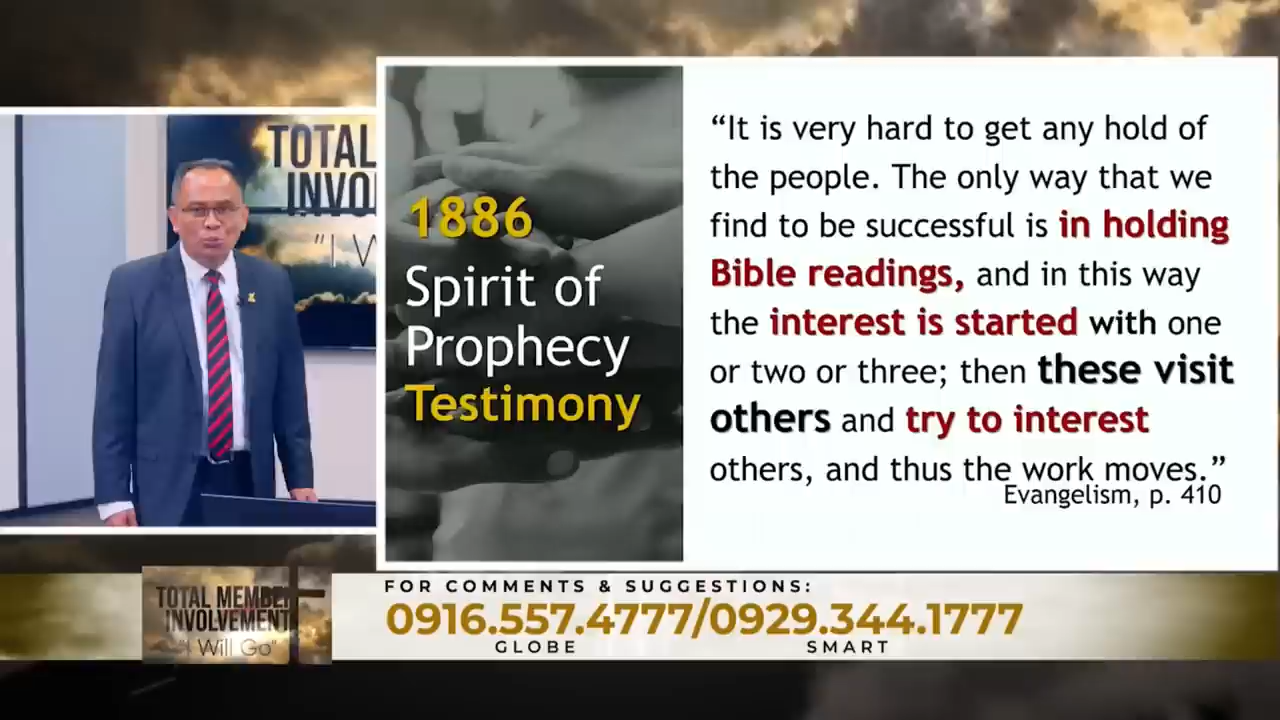 TOTAL
INVO
"I W
1886
Spirit of
Prophecy
Testimony
“It is very hard to get any hold of
the people. The only way that we
find to be successful is in holding
Bible readings, and in this way
the interest is started with one
or two or three; then these visit
others and try to interest
others, and thus the work moves.”
Evangelism, p. 410
TOTAL MEMBER
INVOLVEMENT
"I Will Go"
FOR COMMENTS & SUGGESTIONS:
0916.557.4777/0929.344.1777
GLOBE SMART